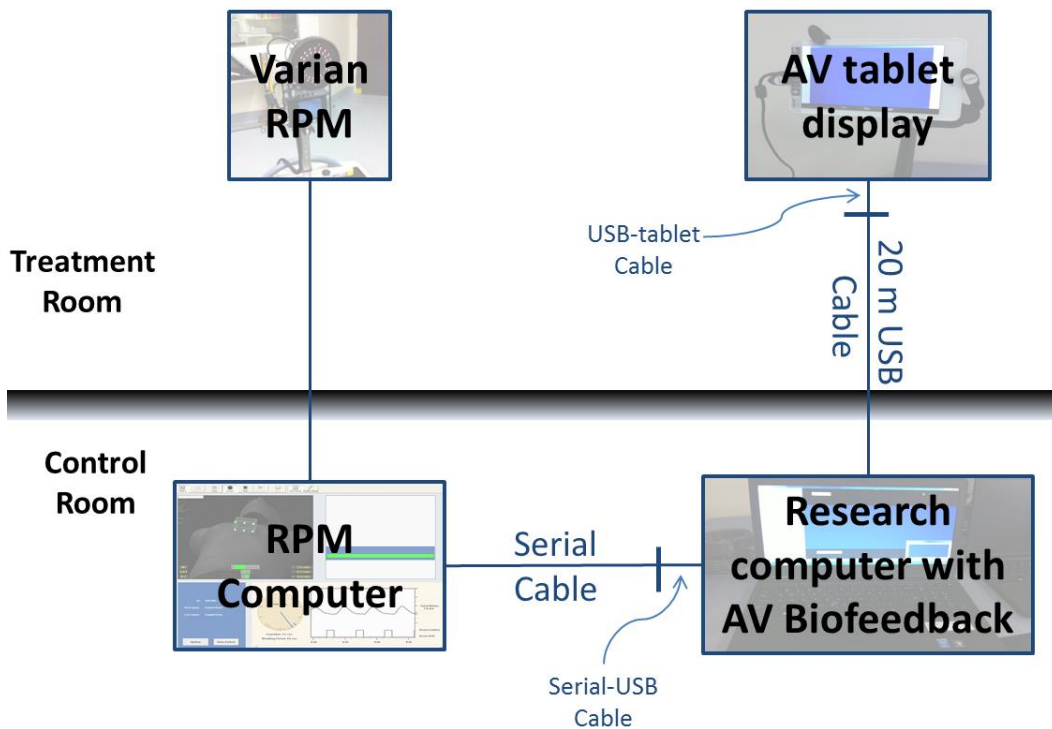 Varian
RPM
AV tablet
display
USB-tablet
Cable
20 m USB
Cable
Treatment
Room
Control
Room
RPM
Computer
Serial
Cable
Serial-USB
Cable
Research
computer with
AV Biofeedback